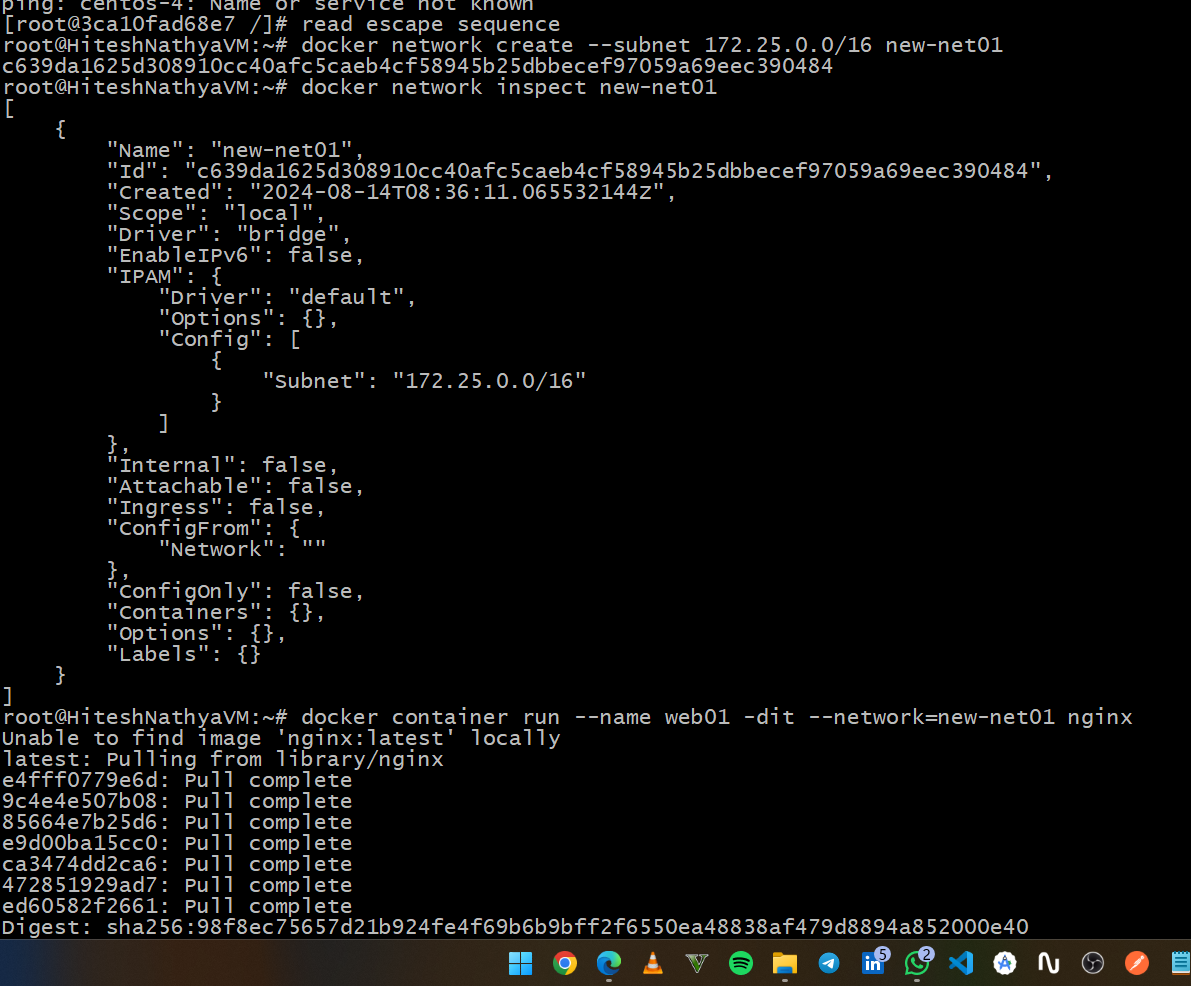 ping: centos-4: Name or service not known
[root@3ca10fad68e7 /]# read escape sequence
root@HiteshNathyaVM:~# docker network create --subnet 172.25.0.0/16 new-net01
c639da1625d308910cc40afc5caeb4cf58945b25dbbecef97059a69eec390484
root@HiteshNathyaVM:~# docker network inspect new-net01
[
    {
        "Name": "new-net01",
        "Id": "c639da1625d308910cc40afc5caeb4cf58945b25dbbecef97059a69eec390484",
        "Created": "2024-08-14T08:36:11.065532144Z",
        "Scope": "local",
        "Driver": "bridge",
        "EnableIPv6": false,
        "IPAM": {
            "Driver": "default",
            "Options": {},
            "Config": [
                {
                    "Subnet": "172.25.0.0/16"
                }
            ]
        },
        "Internal": false,
        "Attachable": false,
        "Ingress": false,
        "ConfigFrom": {
            "Network": ""
        },
        "ConfigOnly": false,
        "Containers": {},
        "Options": {},
        "Labels": {}
    }
]
root@HiteshNathyaVM:~# docker container run --name web01 -dit --network=new-net01 nginx
Unable to find image 'nginx:latest' locally
latest: Pulling from library/nginx
e4fff0779e6d: Pull complete
9c4e4e507b08: Pull complete
85664e7b25d6: Pull complete
e9d00ba15cc0: Pull complete
ca3474dd2ca6: Pull complete
472851929ad7: Pull complete
ed60582f2661: Pull complete
Digest: sha256:98f8ec75657d21b924fe4f69b6b9bff2f6550ea48838af479d8894a852000e40
5
2